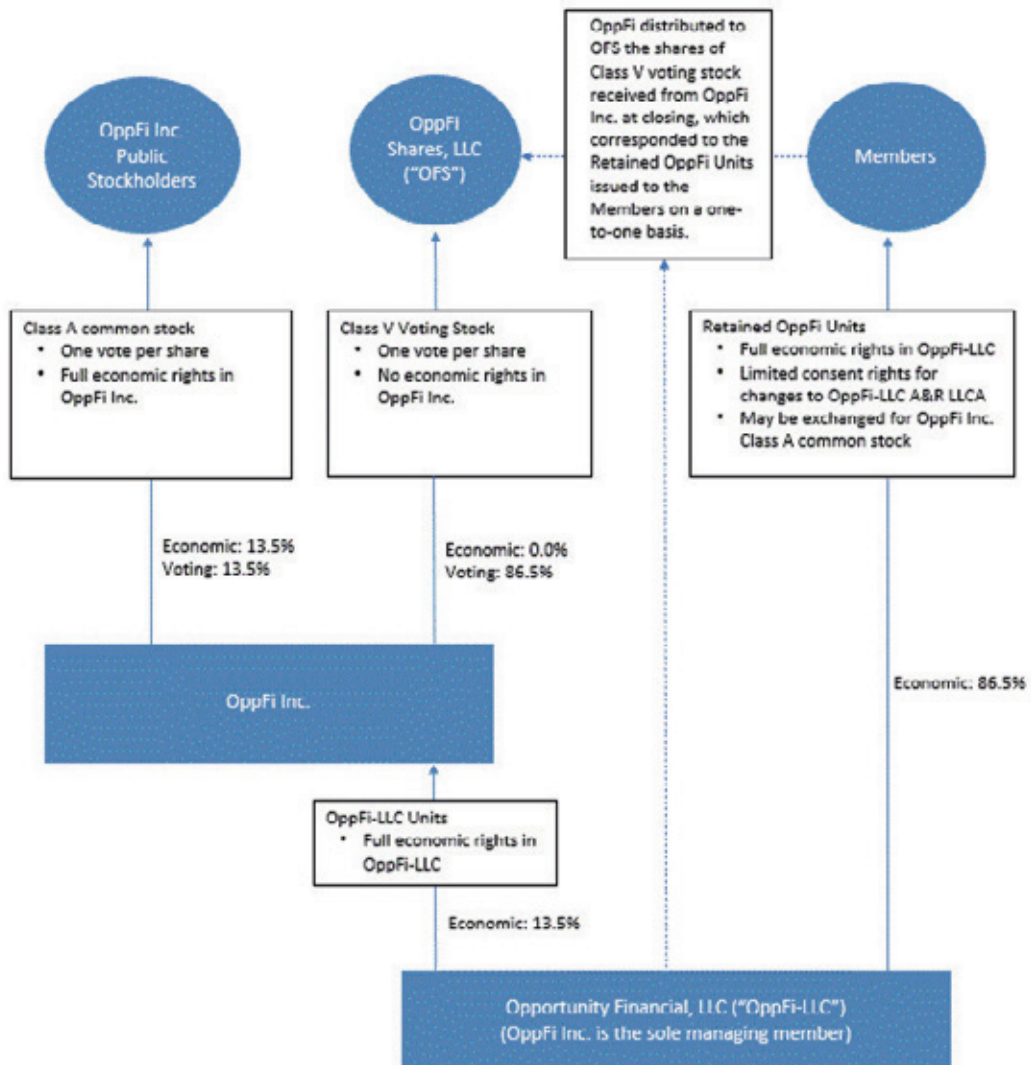 OppFi Inc.
Public
Stockholders
OppFi
Shares, LLC
("OFS")
OppFi distributed to
OFS the shares of
Class V voting stock
received from OppFi
Inc. at closing, which
corresponded to the
Retained OppFi Units
issued to the
Members on a one-
to-one basis.
Members
Class A common stock
• One vote per share
• Full economic rights in
OppFi Inc.
Class V Voting Stock
• One vote per share
• No economic rights in
OppFi Inc.
Retained OppFi Units
• Full economic rights in OppFi-LLC
• Limited consent rights for
changes to OppFi-LLC A&R LLCA
• May be exchanged for OppFi Inc.
Class A common stock
Economic: 13.5%
Voting: 13.5%
Economic: 0.0%
Voting: 86.5%
Economic: 86.5%
OppFi Inc.
OppFi-LLC Units
• Full economic rights in
OppFi-LLC
Economic: 13.5%
Opportunity Financial, LLC ("OppFi-LLC")
(OppFi Inc. is the sole managing member)